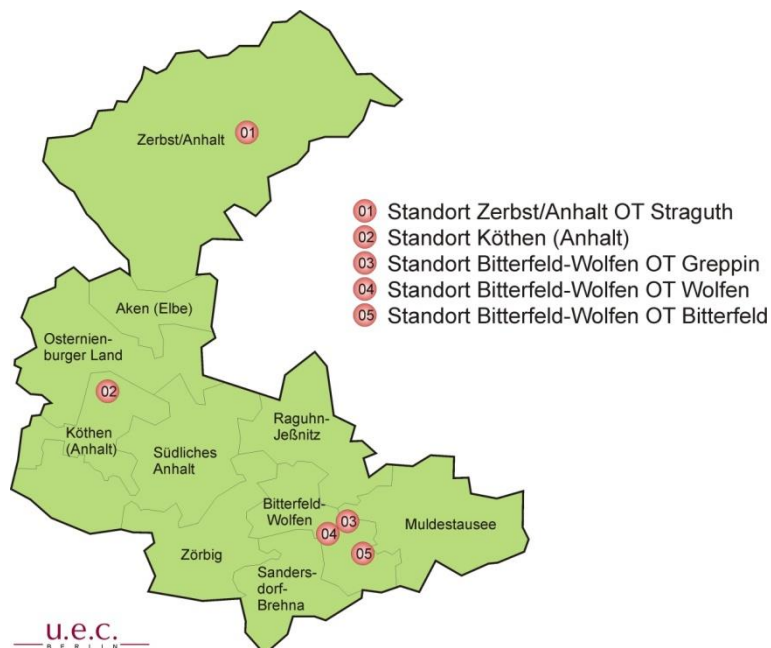 Zerbst/Anhalt
01
01 Standort Zerbst/Anhalt OT Straguth
02 Standort Köthen (Anhalt)
03 Standort Bitterfeld-Wolfen OT Greppin
04 Standort Bitterfeld-Wolfen OT Wolfen
05 Standort Bitterfeld-Wolfen OT Bitterfeld
Aken (Elbe)
Osternien-
burger Land
02
Köthen
(Anhalt)
Südliches
Anhalt
Raguhn-
Jeßnitz
Bitterfeld-
Wolfen
03
04
05
Muldestausee
Zörbig
Sanders-
dorf-
Brehna
u.e.c.
BERLIN